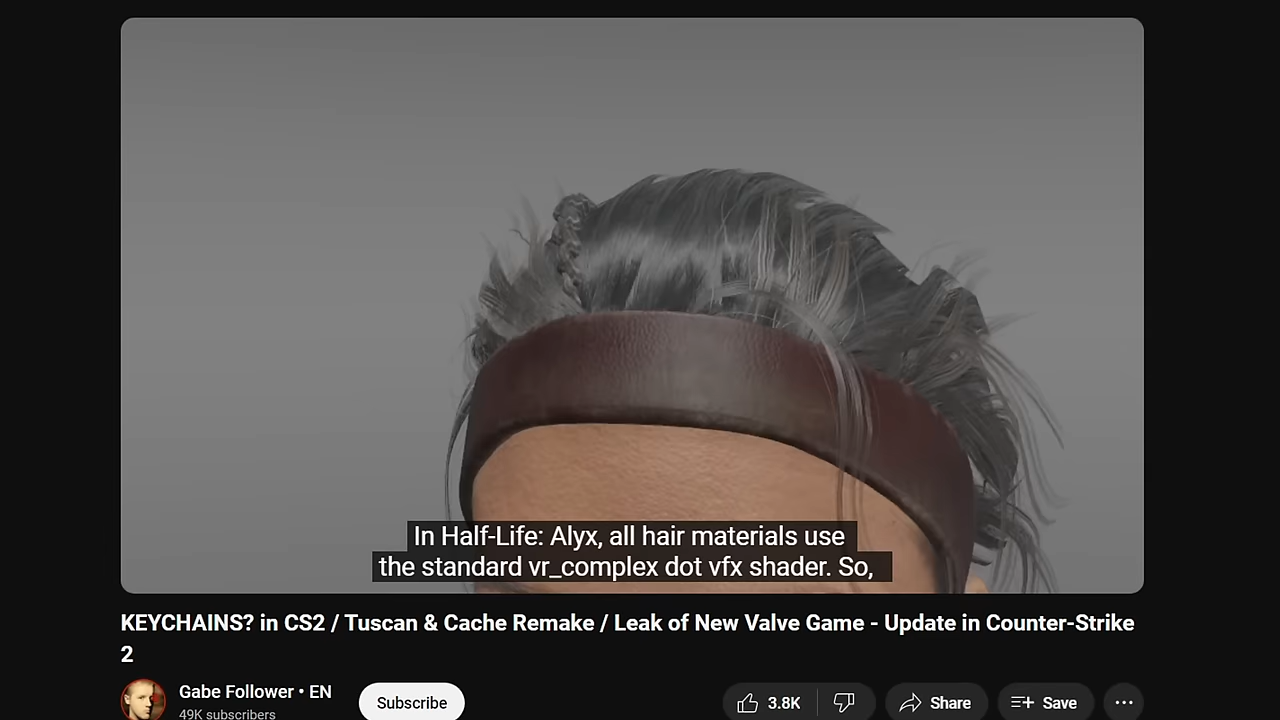 In Half-Life: Alyx, all hair materials use
the standard vr_complex dot vfx shader. So,
KEYCHAINS? in CS2 / Tuscan & Cache Remake / Leak of New Valve Game - Update in Counter-Strike
2
Gabe Follower • EN
49K subscribers
Subscribe
3.8K
Share
Save